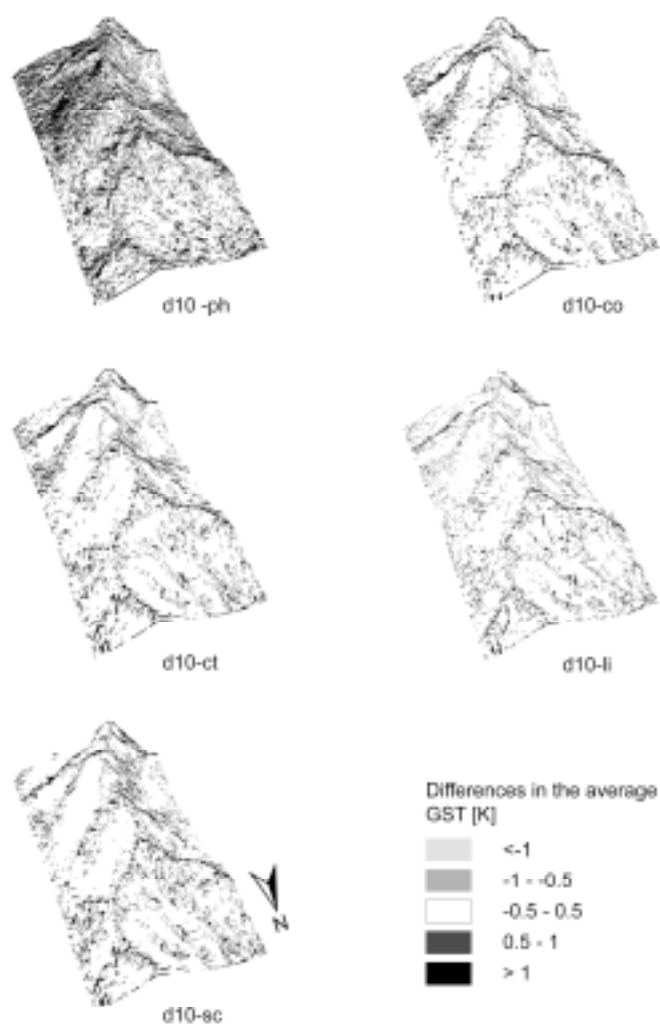 d10 -ph
d10-co
d10-ct
d10-li
d10-sc
N
Differences in the average
GST [K]
<-1
-1 - -0.5
-0.5 - 0.5
0.5 - 1
> 1